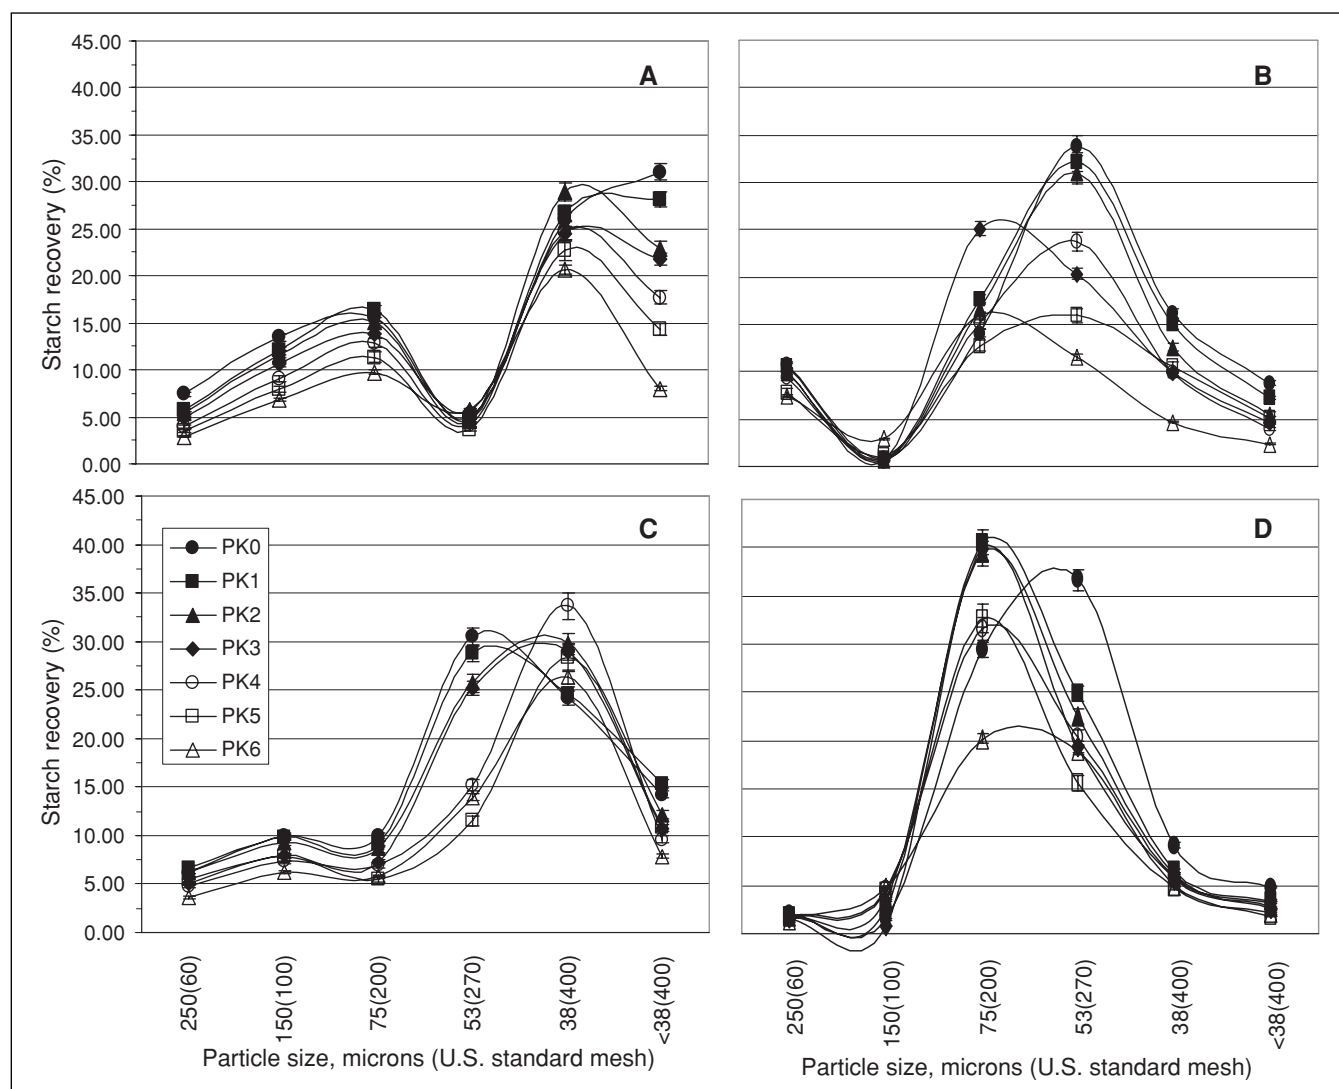 45.00
40.00
35.00
30.00
25.00
20.00
15.00
10.00
5.00
0.00
Starch recovery (%)
A
B
45.00
40.00
35.00
30.00
25.00
20.00
15.00
10.00
5.00
0.00
Starch recovery (%)
C
PK0
PK1
PK2
PK3
PK4
PK5
PK6
D
250(60)
150(100)
75(200)
53(270)
38(400)
<38(400)
Particle size, microns (U.S. standard mesh)
250(60)
150(100)
75(200)
53(270)
38(400)
<38(400)
Particle size, microns (U.S. standard mesh)